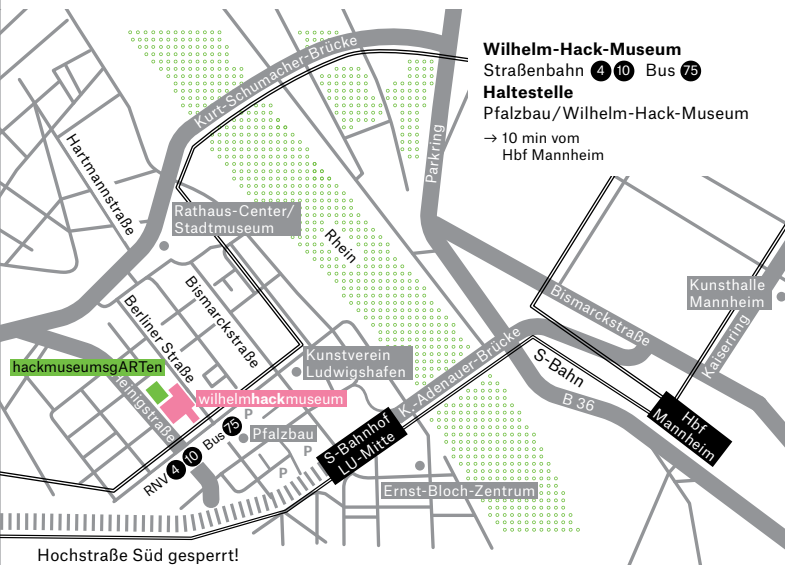 Wilhelm-Hack-Museum
Straßenbahn 4 10 Bus 75
Haltestelle
Pfalzbau/Wilhelm-Hack-Museum
→ 10 min vom
Hbf Mannheim
Kurt-Schumacher-Brücke
Parkring
Hartmannstraße
Rathaus-Center/
Stadtmuseum
Rhein
Bismarckstraße
Berliner Straße
Kunsthalle
Mannheim
Bismarckstraße
Kaiserring
hackmuseumsgARTen
Heinigstraße
wilhelmhackmuseum
Kunstverein
Ludwigshafen
K.-Adenauer-Brücke
S-Bahn
B 36
Hbf
Mannheim
P
Pfalzbau
RNV 4 10 Bus 75
P
P
S-Bahnhof
LU-Mitte
Ernst-Bloch-Zentrum
Hochstraße Süd gesperrt!